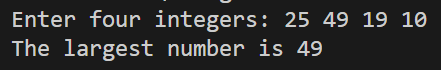 Enter four integers: 25 49 19 10
The largest number is 49